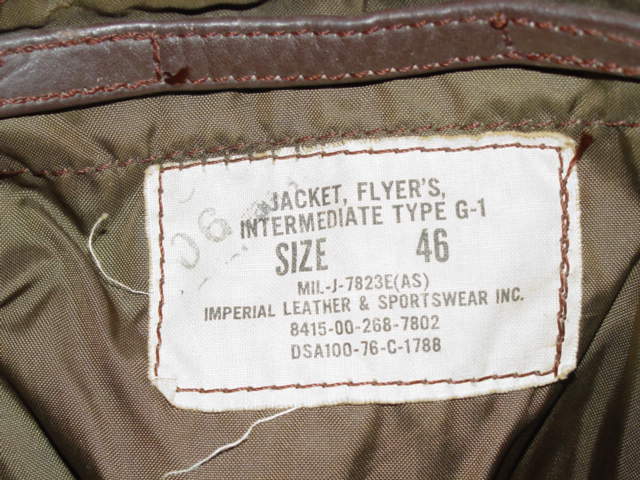 JACKET, FLYER'S,
INTERMEDIATE TYPE G-1
SIZE 46
MIL-J-7823E(AS)
IMPERIAL LEATHER & SPORTSWEAR INC.
8415-00-268-7802
DSA100-76-C-1788